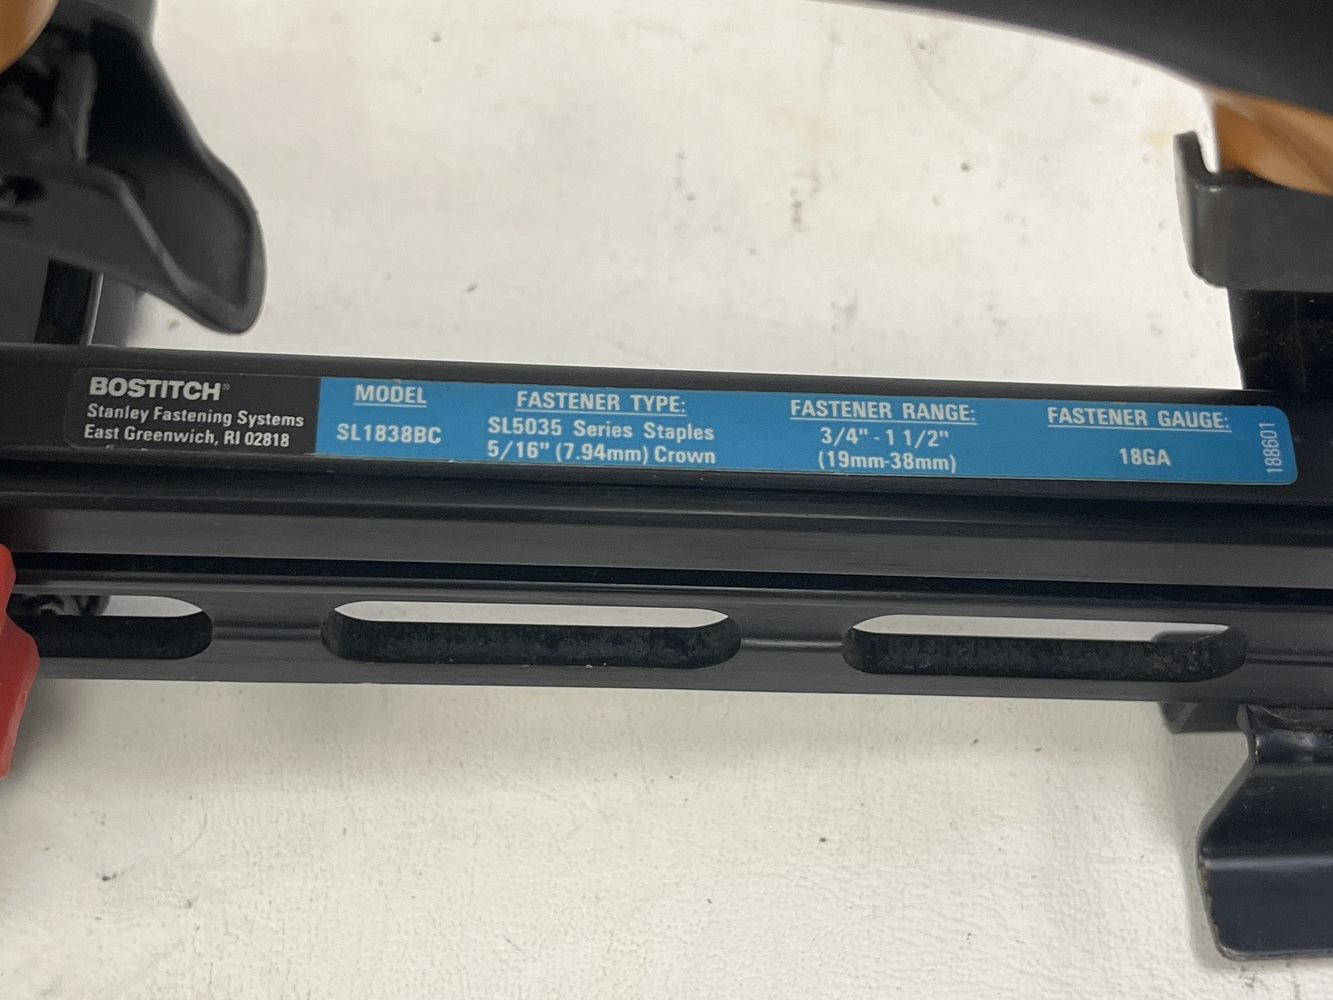 BOSTITCH®
Stanley Fastening Systems
East Greenwich, RI 02818
MODEL
SL1838BC
FASTENER TYPE:
SL5035 Series Staples
5/16" (7.94mm) Crown
FASTENER RANGE:
3/4" - 1 1/2"
(19mm-38mm)
FASTENER GAUGE:
18GA
188601